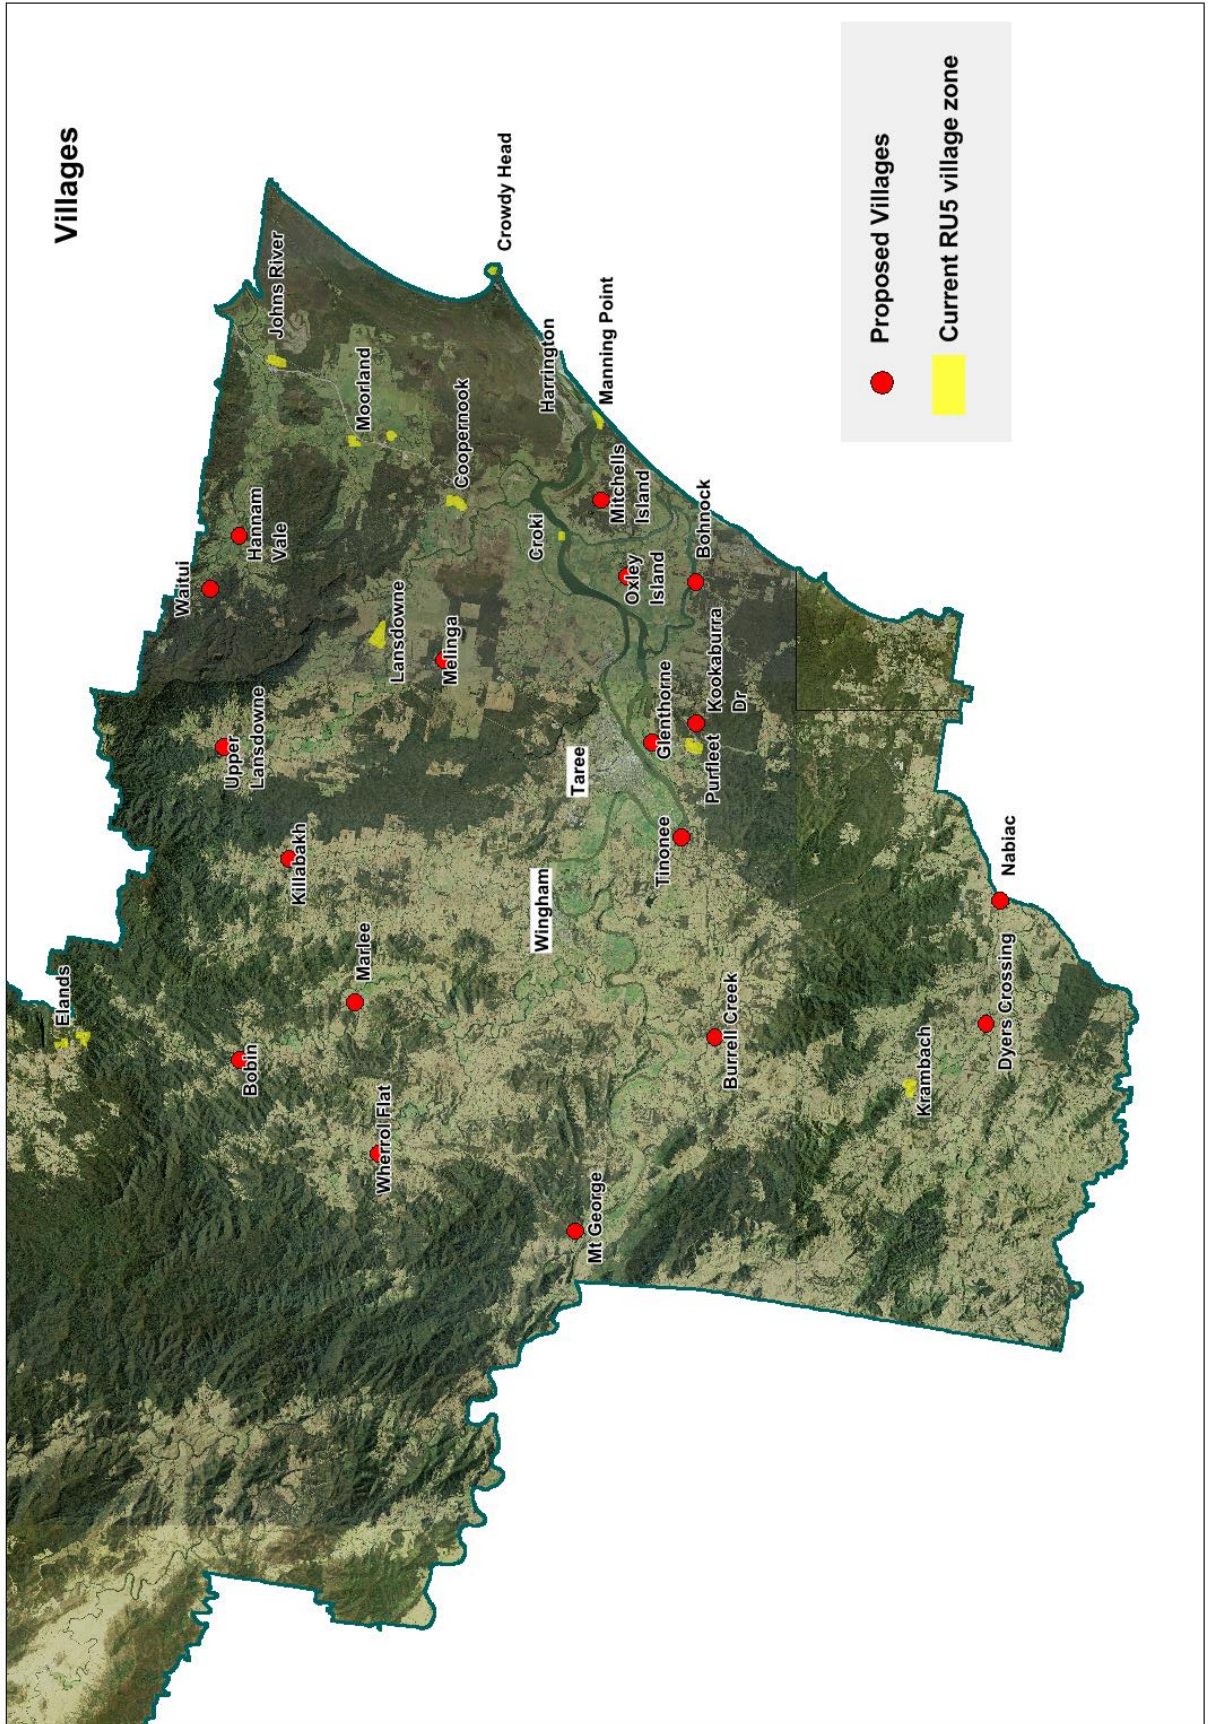 Villages
Elands
Waitui
Hannam
Vale
Johns River
Upper
Lansdowne
Bobin
Killabakh
Moorland
Marlee
Lansdowne
Wherrol Flat
Melinga
Coopernook
Crowdy Head
Croki
Harrington
Wingham
Taree
Manning Point
Mitchells
Island
Oxley
Island
Mt George
Glenthorne
Tinonee
Bohnock
Kookaburra
Dr
Purfleet
Burrell Creek
Krambach
Nabiac
Dyers Crossing
Proposed Villages
Current RU5 village zone